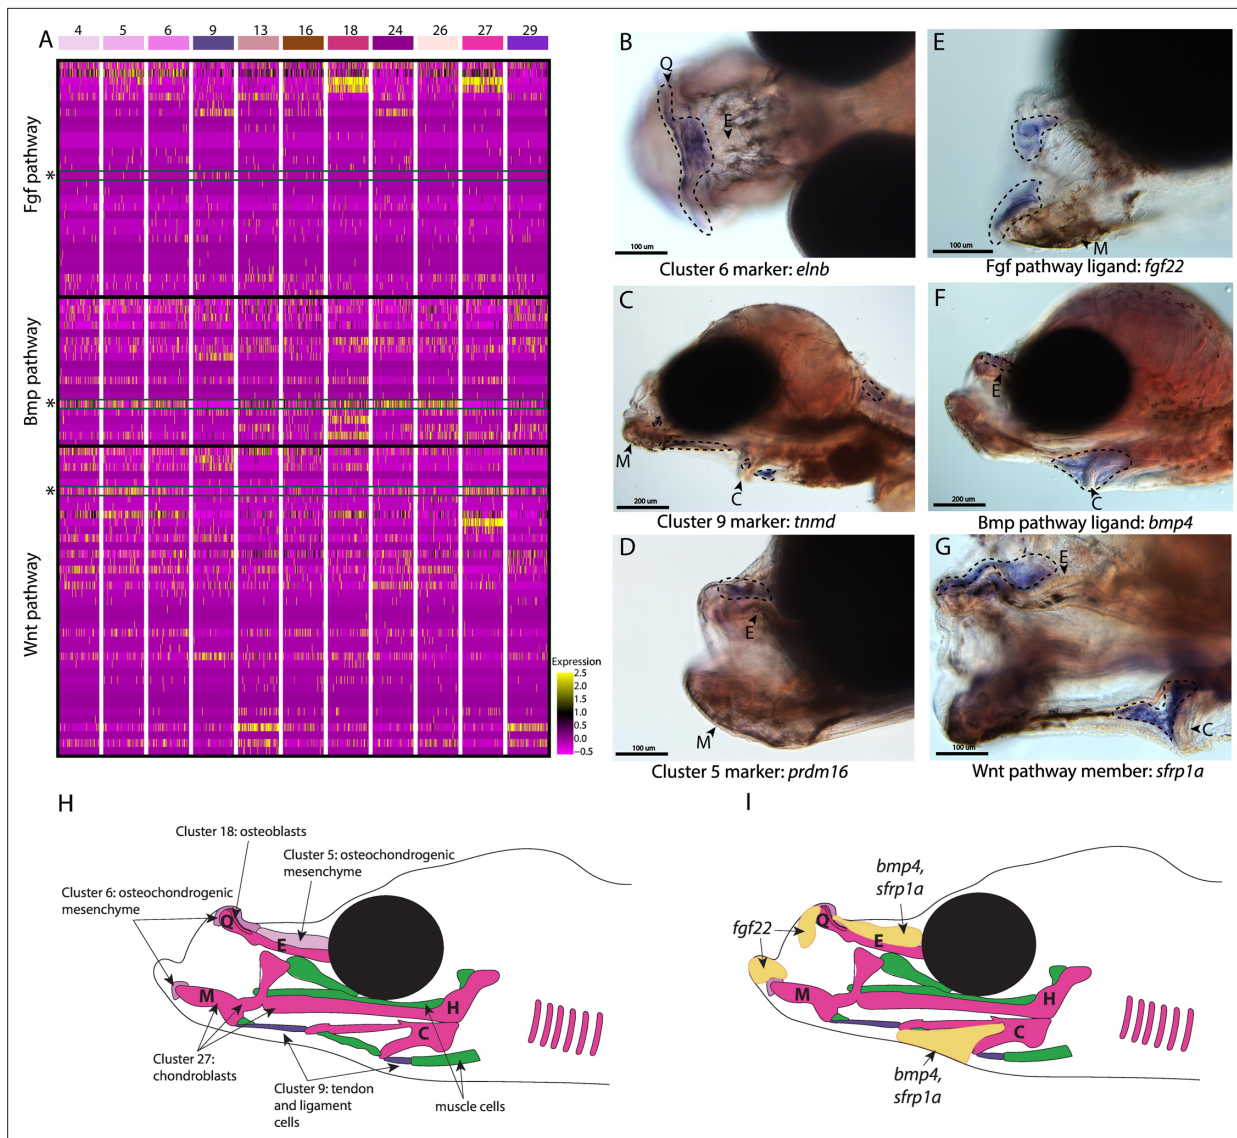 A
4 5 6 9 13 16 18 24 26 27 29
Fgf pathway
*
Bmp pathway
*
Wnt pathway
*
Expression
2.5
2.0
1.5
1.0
0.5
0.0
−0.5
B
Q
E
100 um
Cluster 6 marker: elnb
C
M
C
200 um
Cluster 9 marker: tnmd
D
E
M
100 um
Cluster 5 marker: prdm16
E
M
100 um
Fgf pathway ligand: fgf22
F
E
C
200 um
Bmp pathway ligand: bmp4
G
E
C
100 um
Wnt pathway member: sfrp1a
H
Cluster 18: osteoblasts
Cluster 5: osteochondrogenic
mesenchyme
Cluster 6: osteochondrogenic
mesenchyme
Q
E
M
H
C
Cluster 27:
chondroblasts
Cluster 9: tendon
and ligament
cells
muscle cells
I
bmp4,
sfrp1a
fgf22
Q
E
M
H
C
bmp4,
sfrp1a